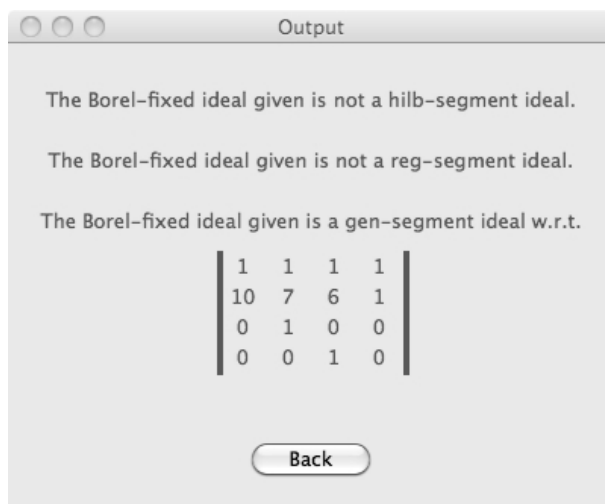 Output
The Borel-fixed ideal given is not a hilb-segment ideal.
The Borel-fixed ideal given is not a reg-segment ideal.
The Borel-fixed ideal given is a gen-segment ideal w.r.t.
1 1 1 1
10 7 6 1
0 1 0 0
0 0 1 0
Back